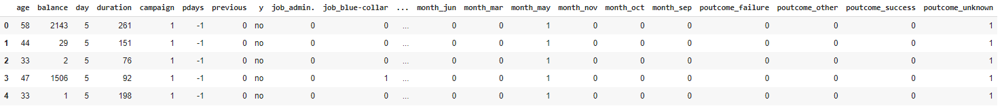 age balance day duration campaign pdays previous y job_admin. job_blue-collar ... month_jun month_mar month_may month_nov month_oct month_sep poutcome_failure poutcome_other poutcome_success poutcome_unknown
0 58 2143 5 261 1 -1 0 no 0 0 ... 0 0 1 0 0 0 0 0 0 1
1 44 29 5 151 1 -1 0 no 0 0 ... 0 0 1 0 0 0 0 0 0 1
2 33 2 5 76 1 -1 0 no 0 0 ... 0 0 1 0 0 0 0 0 0 1
3 47 1506 5 92 1 -1 0 no 0 1 ... 0 0 1 0 0 0 0 0 0 1
4 33 1 5 198 1 -1 0 no 0 0 ... 0 0 1 0 0 0 0 0 0 1